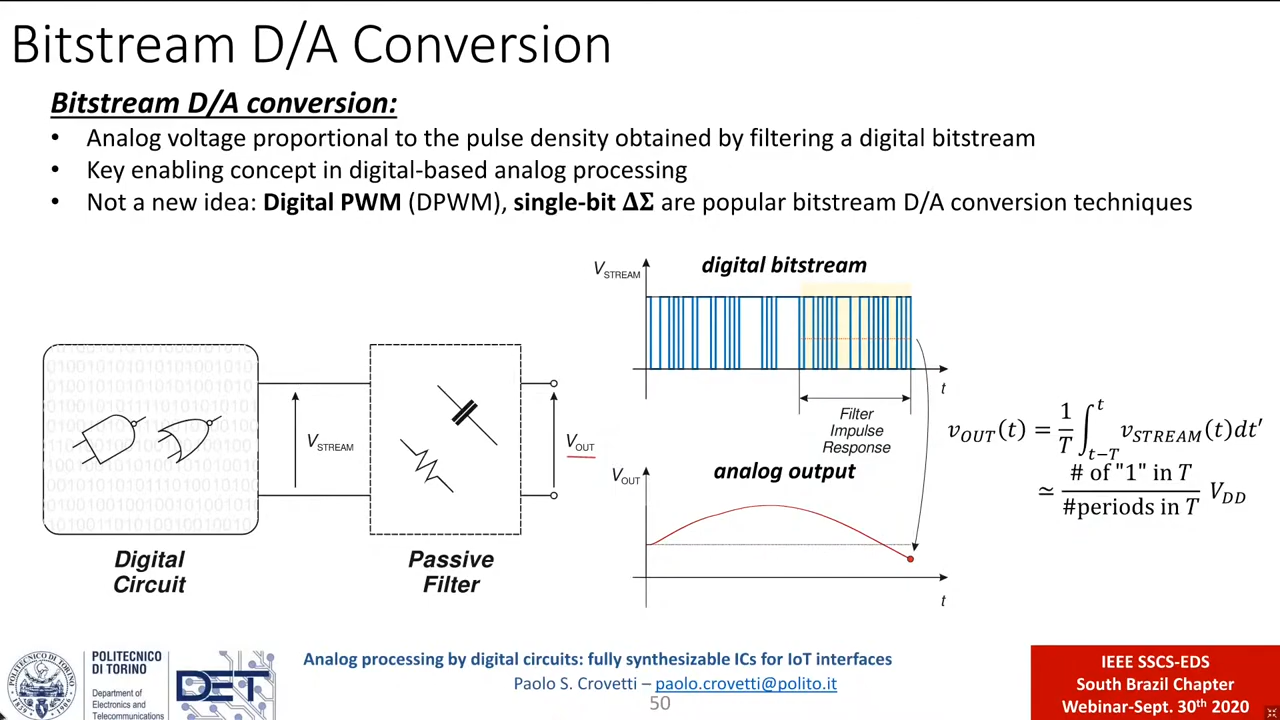 Bitstream D/A Conversion
Bitstream D/A conversion:
• Analog voltage proportional to the pulse density obtained by filtering a digital bitstream
• Key enabling concept in digital-based analog processing
• Not a new idea: Digital PWM (DPWM), single-bit ΔΣ are popular bitstream D/A conversion techniques
V_STREAM
digital bitstream
t
Filter
Impulse
Response
V_STREAM
V_OUT
Digital
Circuit
Passive
Filter
V_OUT
analog output
t
v_OUT(t) = 1/T ∫_{t−T}^{t} v_STREAM(t)dt′
≃ # of "1" in T / #periods in T V_DD
POLITECNICO
DI TORINO
Department of
Electronics and
Telecommunications
DET
Analog processing by digital circuits: fully synthesizable ICs for IoT interfaces
Paolo S. Crovetti – paolo.crovetti@polito.it
50
IEEE SSCS-EDS
South Brazil Chapter
Webinar-Sept. 30th 2020